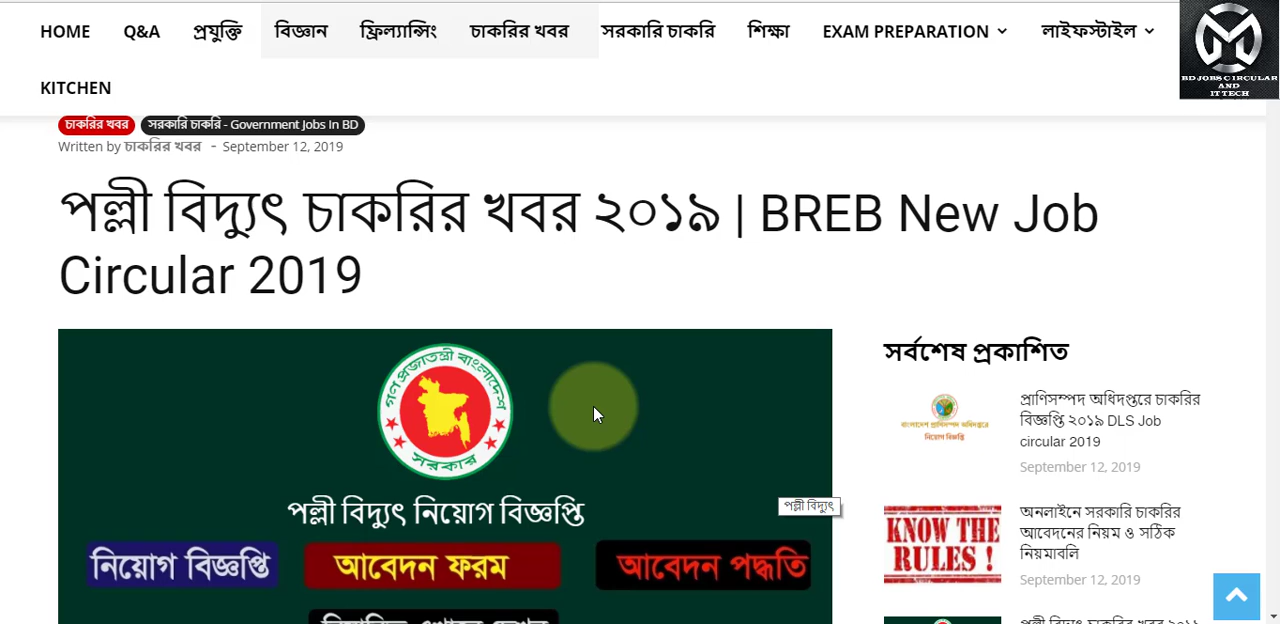 HOME Q&A প্রযুক্তি বিজ্ঞান ফ্রিল্যান্সিং চাকরির খবর সরকারি চাকরি শিক্ষা EXAM PREPARATION লাইফস্টাইল
KITCHEN
BD JOBS CIRCULAR
AND
IT TECH
চাকরির খবর সরকারি চাকরি - Government Jobs In BD
Written by চাকরির খবর - September 12, 2019
পল্লী বিদ্যুৎ চাকরির খবর ২০১৯ | BREB New Job
Circular 2019
গণ প্রজাতন্ত্রী বাংলাদেশ
সরকার
পল্লী বিদ্যুৎ নিয়োগ বিজ্ঞপ্তি
পল্লী বিদ্যুৎ
নিয়োগ বিজ্ঞপ্তি আবেদন ফরম আবেদন পদ্ধতি
সর্বশেষ প্রকাশিত
প্রাণিসম্পদ অধিদপ্তরে চাকরির
বিজ্ঞপ্তি ২০১৯ DLS Job
circular 2019
September 12, 2019
KNOW THE
RULES !
অনলাইনে সরকারি চাকরির
আবেদনের নিয়ম ও সঠিক
নিয়মাবলি
September 12, 2019